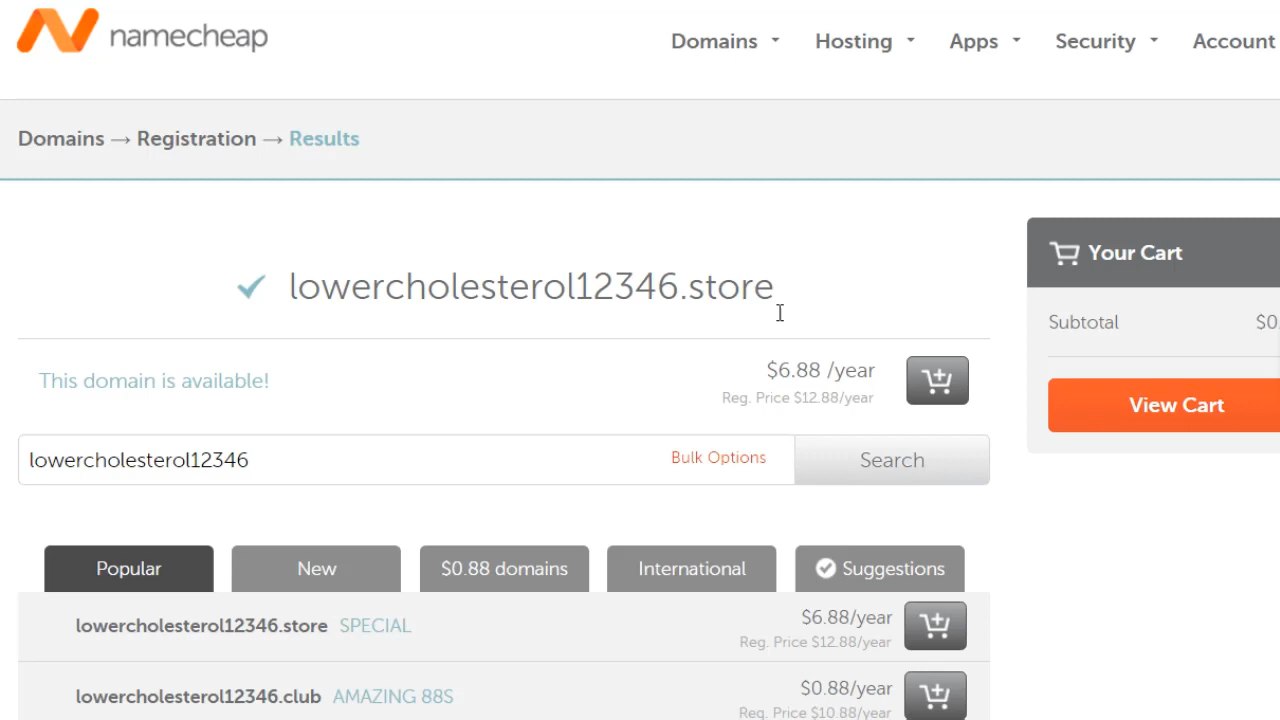 namecheap
Domains Hosting Apps Security Account
Domains → Registration → Results
lowercholesterol12346.store
This domain is available!
$6.88 /year
Reg. Price $12.88/year
lowercholesterol12346 Bulk Options Search
Popular New $0.88 domains International Suggestions
lowercholesterol12346.store SPECIAL $6.88/year
Reg. Price $12.88/year
lowercholesterol12346.club AMAZING 88S $0.88/year
Reg. Price $10.88/year
Your Cart
Subtotal $0.
View Cart